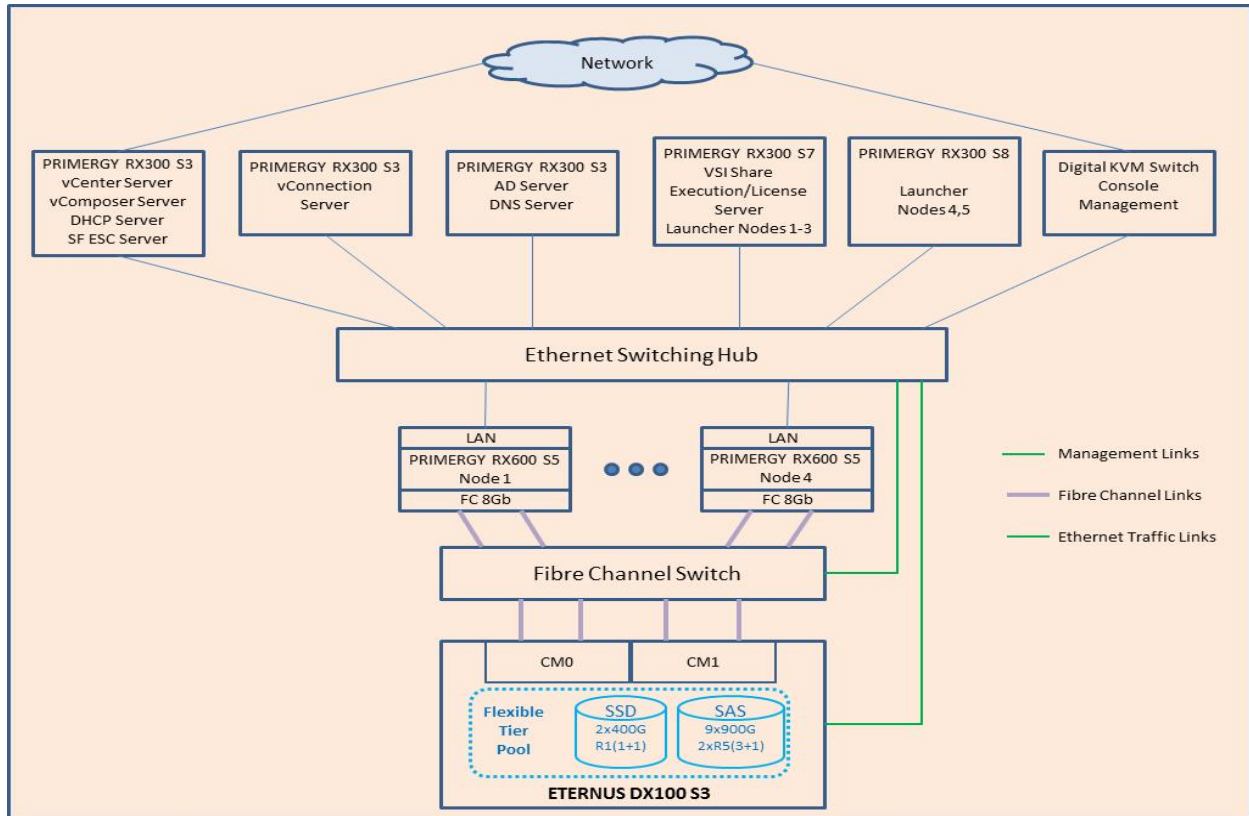 Network
PRIMERGY RX300 S3
vCenter Server
vComposer Server
DHCP Server
SF ESC Server
PRIMERGY RX300 S3
vConnection
Server
PRIMERGY RX300 S3
AD Server
DNS Server
PRIMERGY RX300 S7
VSI Share
Execution/License
Server
Launcher Nodes 1-3
PRIMERGY RX300 S8
Launcher
Nodes 4,5
Digital KVM Switch
Console
Management
Ethernet Switching Hub
LAN
PRIMERGY RX600 S5
Node 1
FC 8Gb
LAN
PRIMERGY RX600 S5
Node 4
FC 8Gb
Management Links
Fibre Channel Links
Ethernet Traffic Links
Fibre Channel Switch
CM0
CM1
Flexible
Tier
Pool
SSD
2x400G
R1(1+1)
SAS
9x900G
2xR5(3+1)
ETERNUS DX100 S3